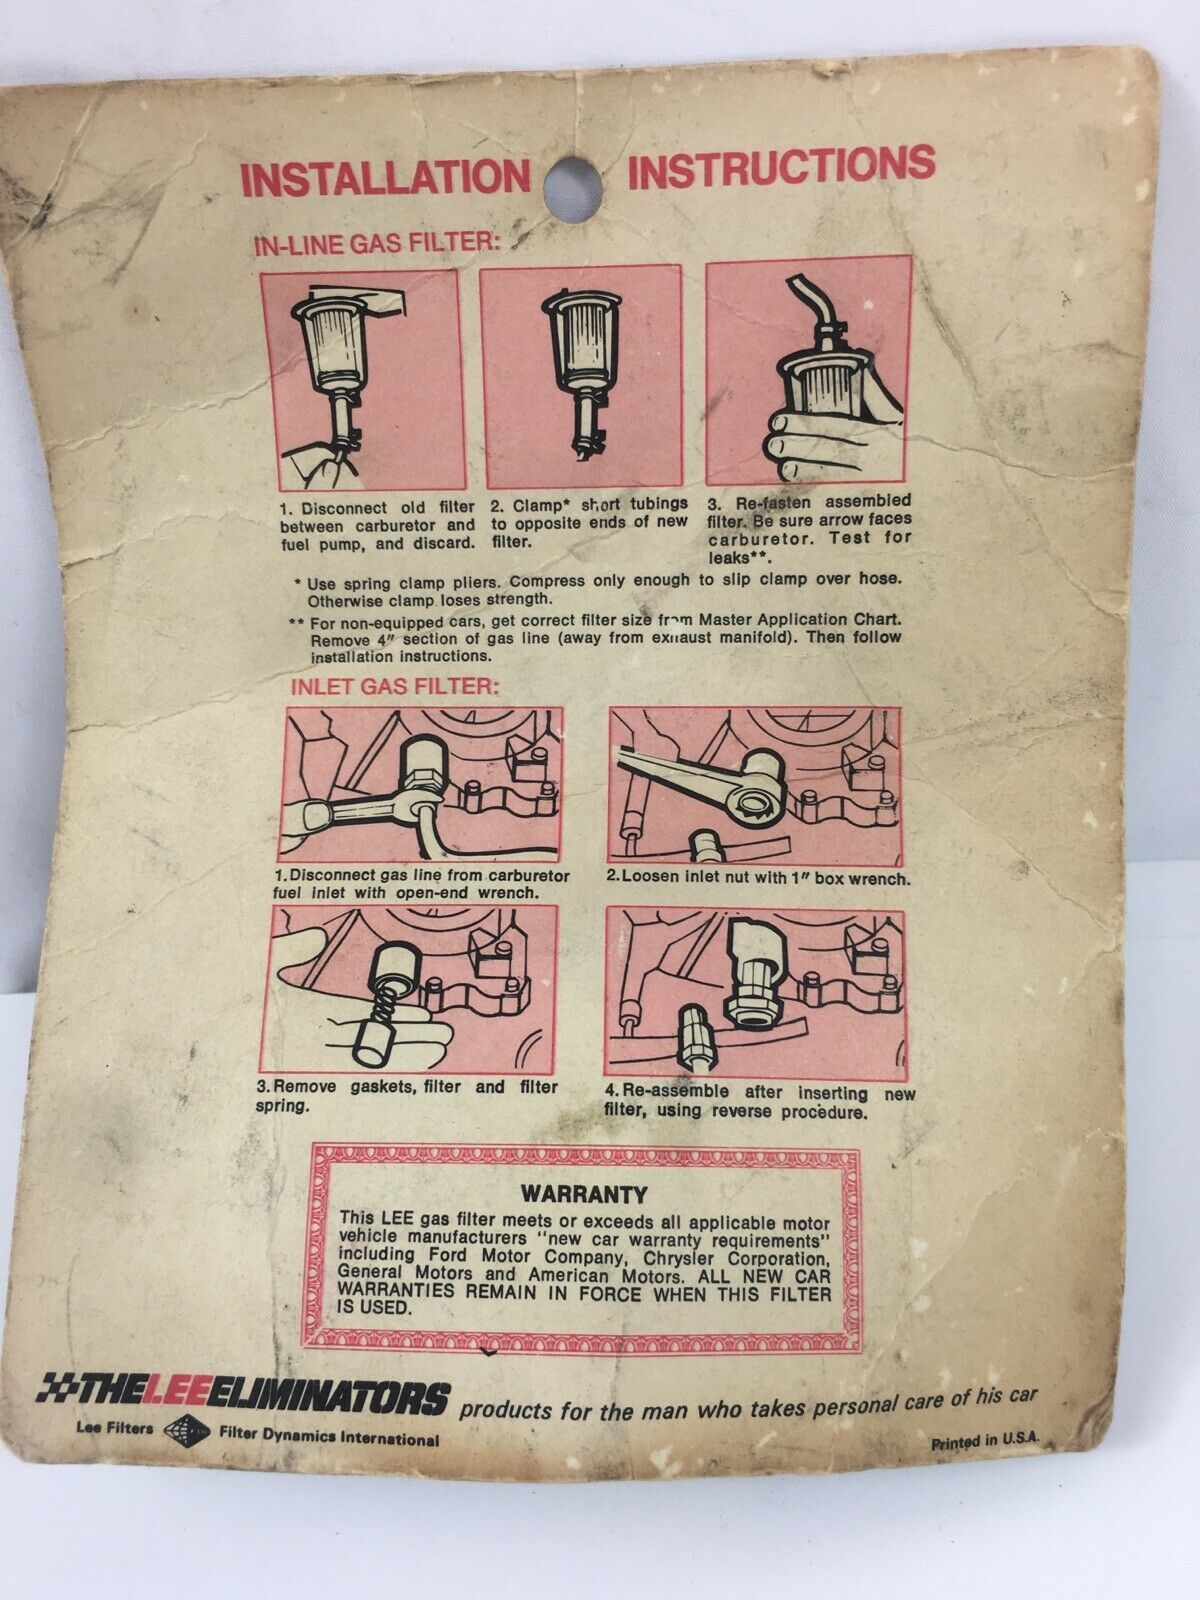 INSTALLATION INSTRUCTIONS
IN-LINE GAS FILTER:
1. Disconnect old filter
between carburetor and
fuel pump, and discard.
2. Clamp* short tubings
to opposite ends of new
filter.
3. Re-fasten assembled
filter. Be sure arrow faces
carburetor. Test for
leaks**.
* Use spring clamp pliers. Compress only enough to slip clamp over hose.
Otherwise clamp loses strength.
** For non-equipped cars, get correct filter size from Master Application Chart.
Remove 4" section of gas line (away from exhaust manifold). Then follow
installation instructions.
INLET GAS FILTER:
1. Disconnect gas line from carburetor
fuel inlet with open-end wrench.
2. Loosen inlet nut with 1" box wrench.
3. Remove gaskets, filter and filter
spring.
4. Re-assemble after inserting new
filter, using reverse procedure.
WARRANTY
This LEE gas filter meets or exceeds all applicable motor
vehicle manufacturers "new car warranty requirements"
including Ford Motor Company, Chrysler Corporation,
General Motors and American Motors. ALL NEW CAR
WARRANTIES REMAIN IN FORCE WHEN THIS FILTER
IS USED.
THE LEE ELIMINATORS products for the man who takes personal care of his car
Lee Filters Filter Dynamics International
Printed in U.S.A.